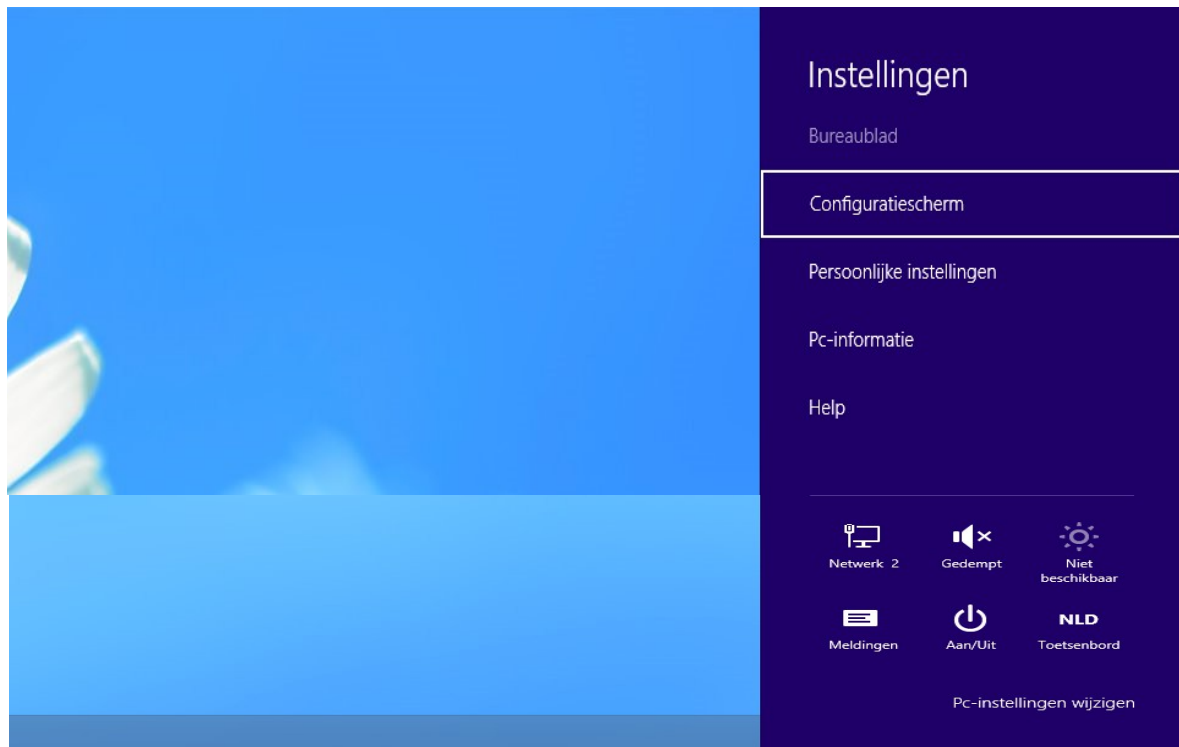 Instellingen
Bureaublad
Configuratiescherm
Persoonlijke instellingen
Pc-informatie
Help
Netwerk 2
Gedempt
Niet
beschikbaar
Meldingen
Aan/Uit
NLD
Toetsenbord
Pc-instellingen wijzigen